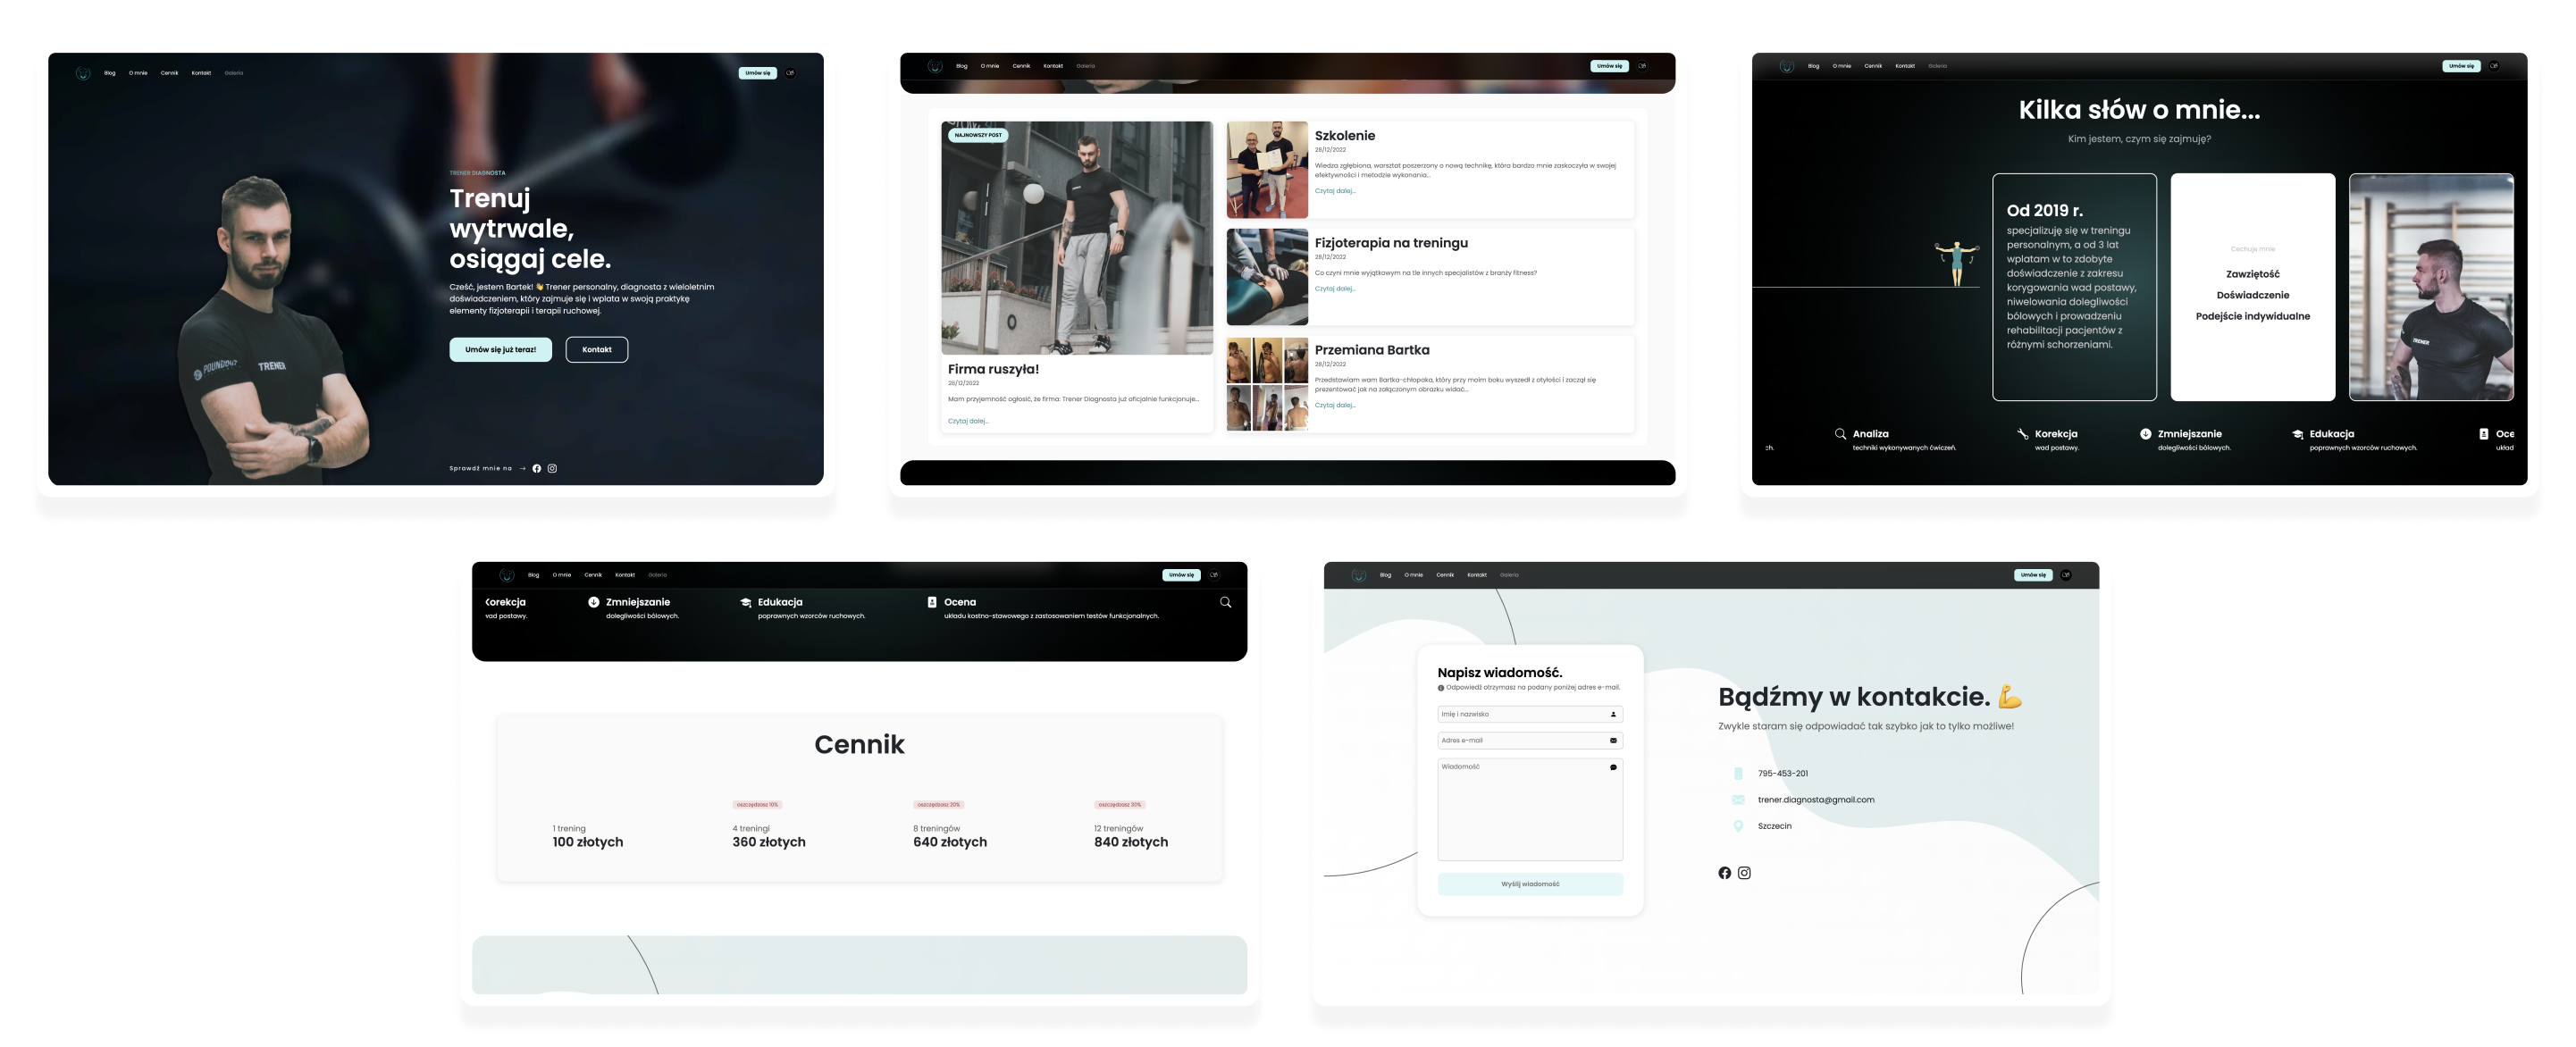 Blog O mnie Cennik Kontakt Galeria Umów się
TRENER DIAGNOSTA
Trenuj
wytrwale,
osiągaj cele.
Cześć, jestem Bartek! 👋 Trener personalny, diagnosta z wieloletnim
doświadczeniem, który zajmuje się i wplata w swoją praktykę
elementy fizjoterapii i terapii ruchowej.
Umów się już teraz! Kontakt
Sprawdź mnie na →
TRENER
Blog O mnie Cennik Kontakt Galeria Umów się
NAJNOWSZY POST
Firma ruszyła!
28/12/2022
Mam przyjemność ogłosić, że firma: Trener Diagnosta już oficjalnie funkcjonuje...
Czytaj dalej...
Szkolenie
28/12/2022
Wiedza zgłębiona, warsztat poszerzony o nową technikę, która bardzo mnie zaskoczyła w swojej
efektywności i metodzie wykonania...
Czytaj dalej...
Fizjoterapia na treningu
28/12/2022
Co czyni mnie wyjątkowym na tle innych specjalistów z branży fitness?
Czytaj dalej...
Przemiana Bartka
28/12/2022
Przedstawiam wam Bartka-chłopaka, który przy moim boku wyszedł z otyłości i zaczął się
prezentować jak na załączonym obrazku widać...
Czytaj dalej...
Blog O mnie Cennik Kontakt Galeria Umów się
Kilka słów o mnie...
Kim jestem, czym się zajmuję?
Od 2019 r.
specjalizuję się w treningu
personalnym, a od 3 lat
wplatam w to zdobyte
doświadczenie z zakresu
korygowania wad postawy,
niwelowania dolegliwości
bólowych i prowadzeniu
rehabilitacji pacjentów z
różnymi schorzeniami.
Cechuje mnie
Zawziętość
Doświadczenie
Podejście indywidualne
TRENER
Analiza Korekcja Zmniejszanie Edukacja Oce
ch. techniki wykonywanych ćwiczeń. wad postawy. dolegliwości bólowych. poprawnych wzorców ruchowych. układ
Blog O mnie Cennik Kontakt Galeria Umów się
Korekcja Zmniejszanie Edukacja Ocena
wad postawy. dolegliwości bólowych. poprawnych wzorców ruchowych. układu kostno-stawowego z zastosowaniem testów funkcjonalnych.
Cennik
oszczędzasz 10% oszczędzasz 20% oszczędzasz 30%
1 trening 4 treningi 8 treningów 12 treningów
100 złotych 360 złotych 640 złotych 840 złotych
Blog O mnie Cennik Kontakt Galeria Umów się
Napisz wiadomość.
Odpowiedź otrzymasz na podany poniżej adres e-mail.
Imię i nazwisko
Adres e-mail
Wiadomość
Wyślij wiadomość
Bądźmy w kontakcie. 💪
Zwykle staram się odpowiadać tak szybko jak to tylko możliwe!
795-453-201
trener.diagnosta@gmail.com
Szczecin